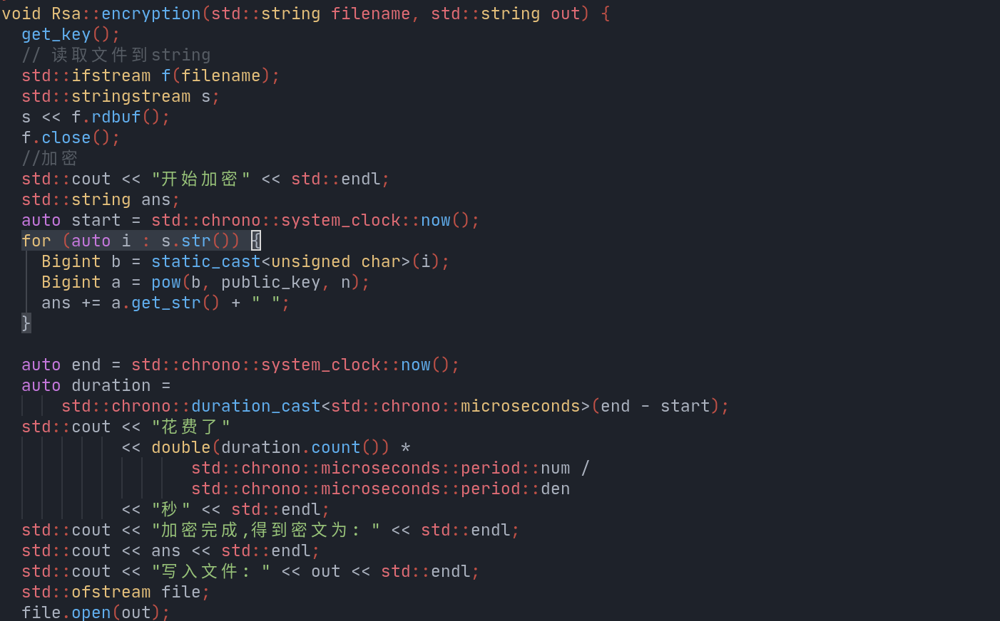 void Rsa::encryption(std::string filename, std::string out) {
get_key();
// 读取文件到string
std::ifstream f(filename);
std::stringstream s;
s << f.rdbuf();
f.close();
//加密
std::cout << "开始加密" << std::endl;
std::string ans;
auto start = std::chrono::system_clock::now();
for (auto i : s.str()) {
Bigint b = static_cast<unsigned char>(i);
Bigint a = pow(b, public_key, n);
ans += a.get_str() + " ";
}
auto end = std::chrono::system_clock::now();
auto duration =
std::chrono::duration_cast<std::chrono::microseconds>(end - start);
std::cout << "花费了"
<< double(duration.count()) *
std::chrono::microseconds::period::num /
std::chrono::microseconds::period::den
<< "秒" << std::endl;
std::cout << "加密完成,得到密文为: " << std::endl;
std::cout << ans << std::endl;
std::cout << "写入文件: " << out << std::endl;
std::ofstream file;
file.open(out);